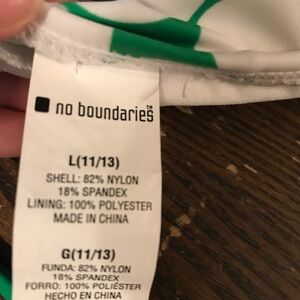 no boundaries™
L(11/13)
SHELL: 82% NYLON
18% SPANDEX
LINING: 100% POLYESTER
MADE IN CHINA
G(11/13)
FUNDA: 82% NYLON
18% SPANDEX
FORRO: 100% POLIÉSTER
HECHO EN CHINA